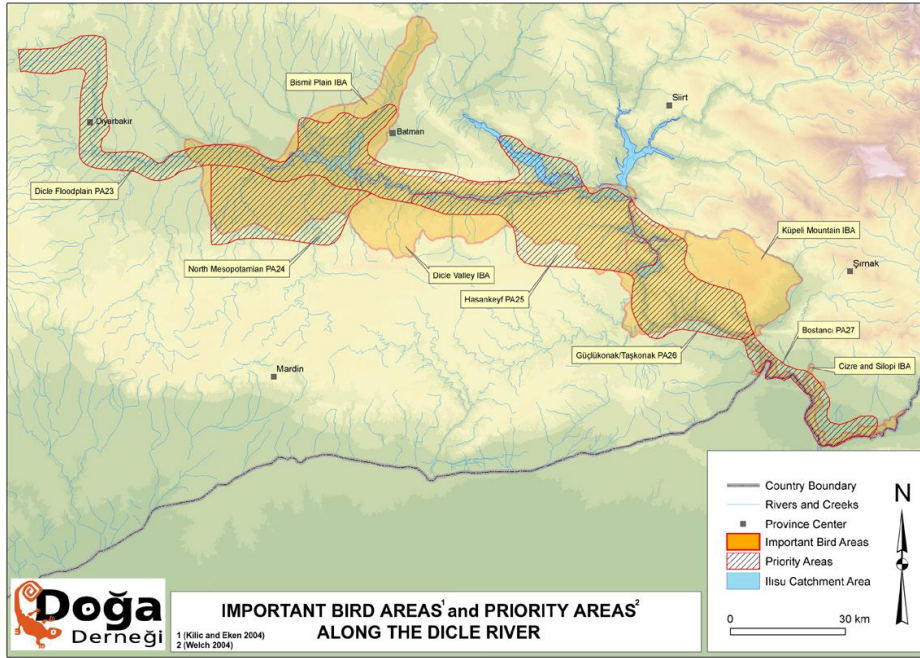 Bismil Plain IBA
Siirt
Diyarbakır
Batman
Dicle Floodplain PA23
Küpeli Mountain IBA
North Mesopotamian PA24
Dicle Valley IBA
Şırnak
Hasankeyf PA25
Bostancı PA27
Güçlükonak/Taşkonak PA26
Cizre and Silopi IBA
Mardin
Country Boundary
Rivers and Creeks
Province Center
Important Bird Areas
Priority Areas
Ilısu Catchment Area
N
0 30 km
Doğa
Derneği
IMPORTANT BIRD AREAS1 and PRIORITY AREAS2
ALONG THE DICLE RIVER
1 (Kilic and Eken 2004)
2 (Welch 2004)